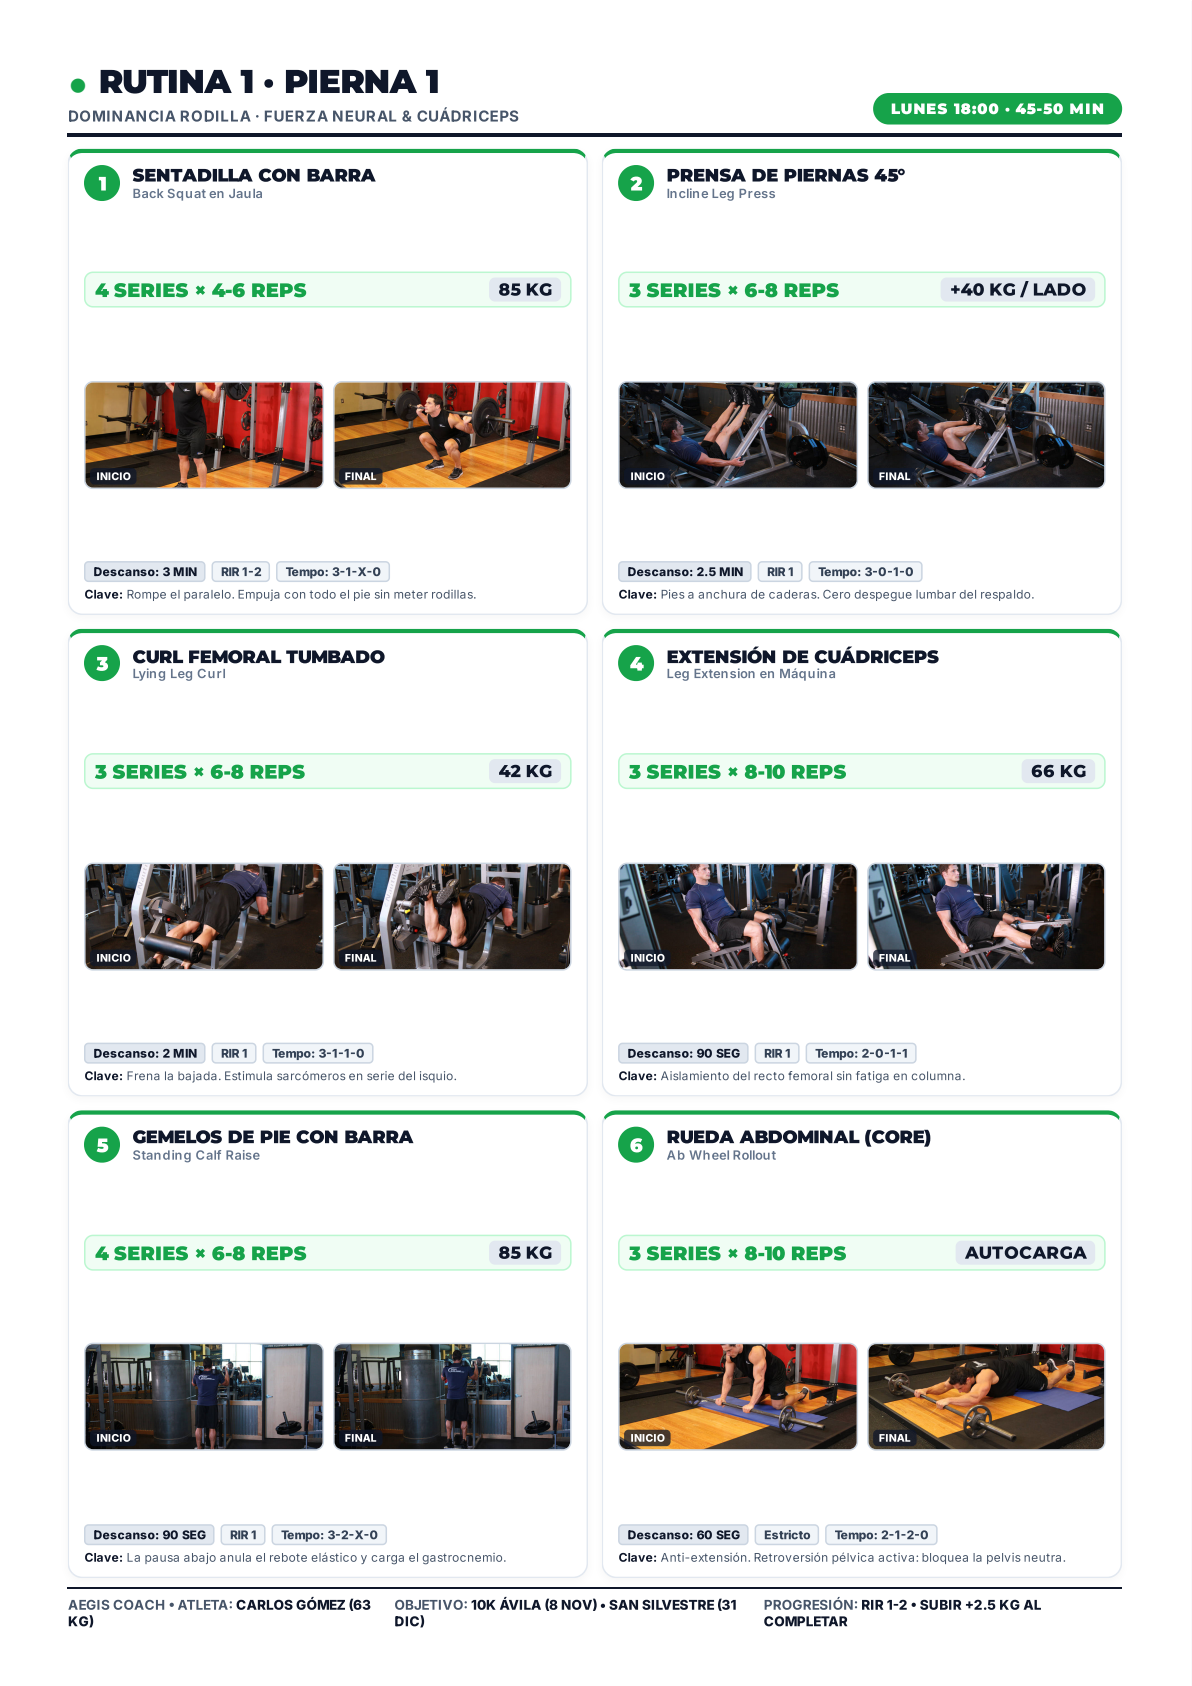 ● RUTINA 1 • PIERNA 1
DOMINANCIA RODILLA · FUERZA NEURAL & CUÁDRICEPS
LUNES 18:00 • 45-50 MIN
1
SENTADILLA CON BARRA
Back Squat en Jaula
4 SERIES × 4-6 REPS
85 KG
INICIO
FINAL
Descanso: 3 MIN
RIR 1-2
Tempo: 3-1-X-0
Clave: Rompe el paralelo. Empuja con todo el pie sin meter rodillas.
2
PRENSA DE PIERNAS 45°
Incline Leg Press
3 SERIES × 6-8 REPS
+40 KG / LADO
INICIO
FINAL
Descanso: 2.5 MIN
RIR 1
Tempo: 3-0-1-0
Clave: Pies a anchura de caderas. Cero despegue lumbar del respaldo.
3
CURL FEMORAL TUMBADO
Lying Leg Curl
3 SERIES × 6-8 REPS
42 KG
INICIO
FINAL
Descanso: 2 MIN
RIR 1
Tempo: 3-1-1-0
Clave: Frena la bajada. Estimula sarcómeros en serie del isquio.
4
EXTENSIÓN DE CUÁDRICEPS
Leg Extension en Máquina
3 SERIES × 8-10 REPS
66 KG
INICIO
FINAL
Descanso: 90 SEG
RIR 1
Tempo: 2-0-1-1
Clave: Aislamiento del recto femoral sin fatiga en columna.
5
GEMELOS DE PIE CON BARRA
Standing Calf Raise
4 SERIES × 6-8 REPS
85 KG
INICIO
FINAL
Descanso: 90 SEG
RIR 1
Tempo: 3-2-X-0
Clave: La pausa abajo anula el rebote elástico y carga el gastrocnemio.
6
RUEDA ABDOMINAL (CORE)
Ab Wheel Rollout
3 SERIES × 8-10 REPS
AUTOCARGA
INICIO
FINAL
Descanso: 60 SEG
Estricto
Tempo: 2-1-2-0
Clave: Anti-extensión. Retroversión pélvica activa: bloquea la pelvis neutra.
AEGIS COACH • ATLETA: CARLOS GÓMEZ (63
KG)
OBJETIVO: 10K ÁVILA (8 NOV) • SAN SILVESTRE (31
DIC)
PROGRESIÓN: RIR 1-2 • SUBIR +2.5 KG AL
COMPLETAR